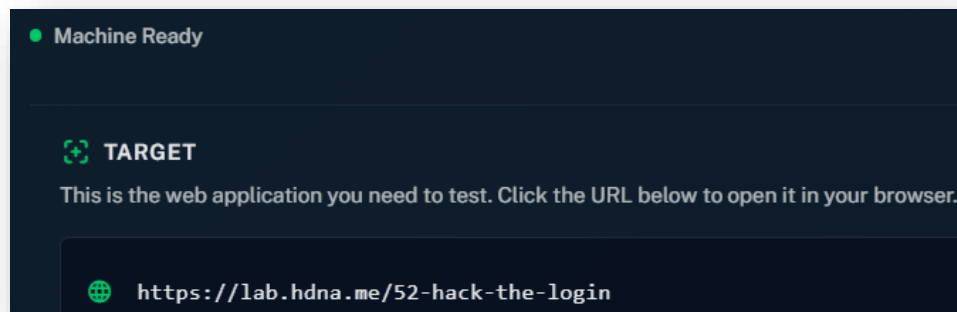 Machine Ready
TARGET
This is the web application you need to test. Click the URL below to open it in your browser.
https://lab.hdna.me/52-hack-the-login